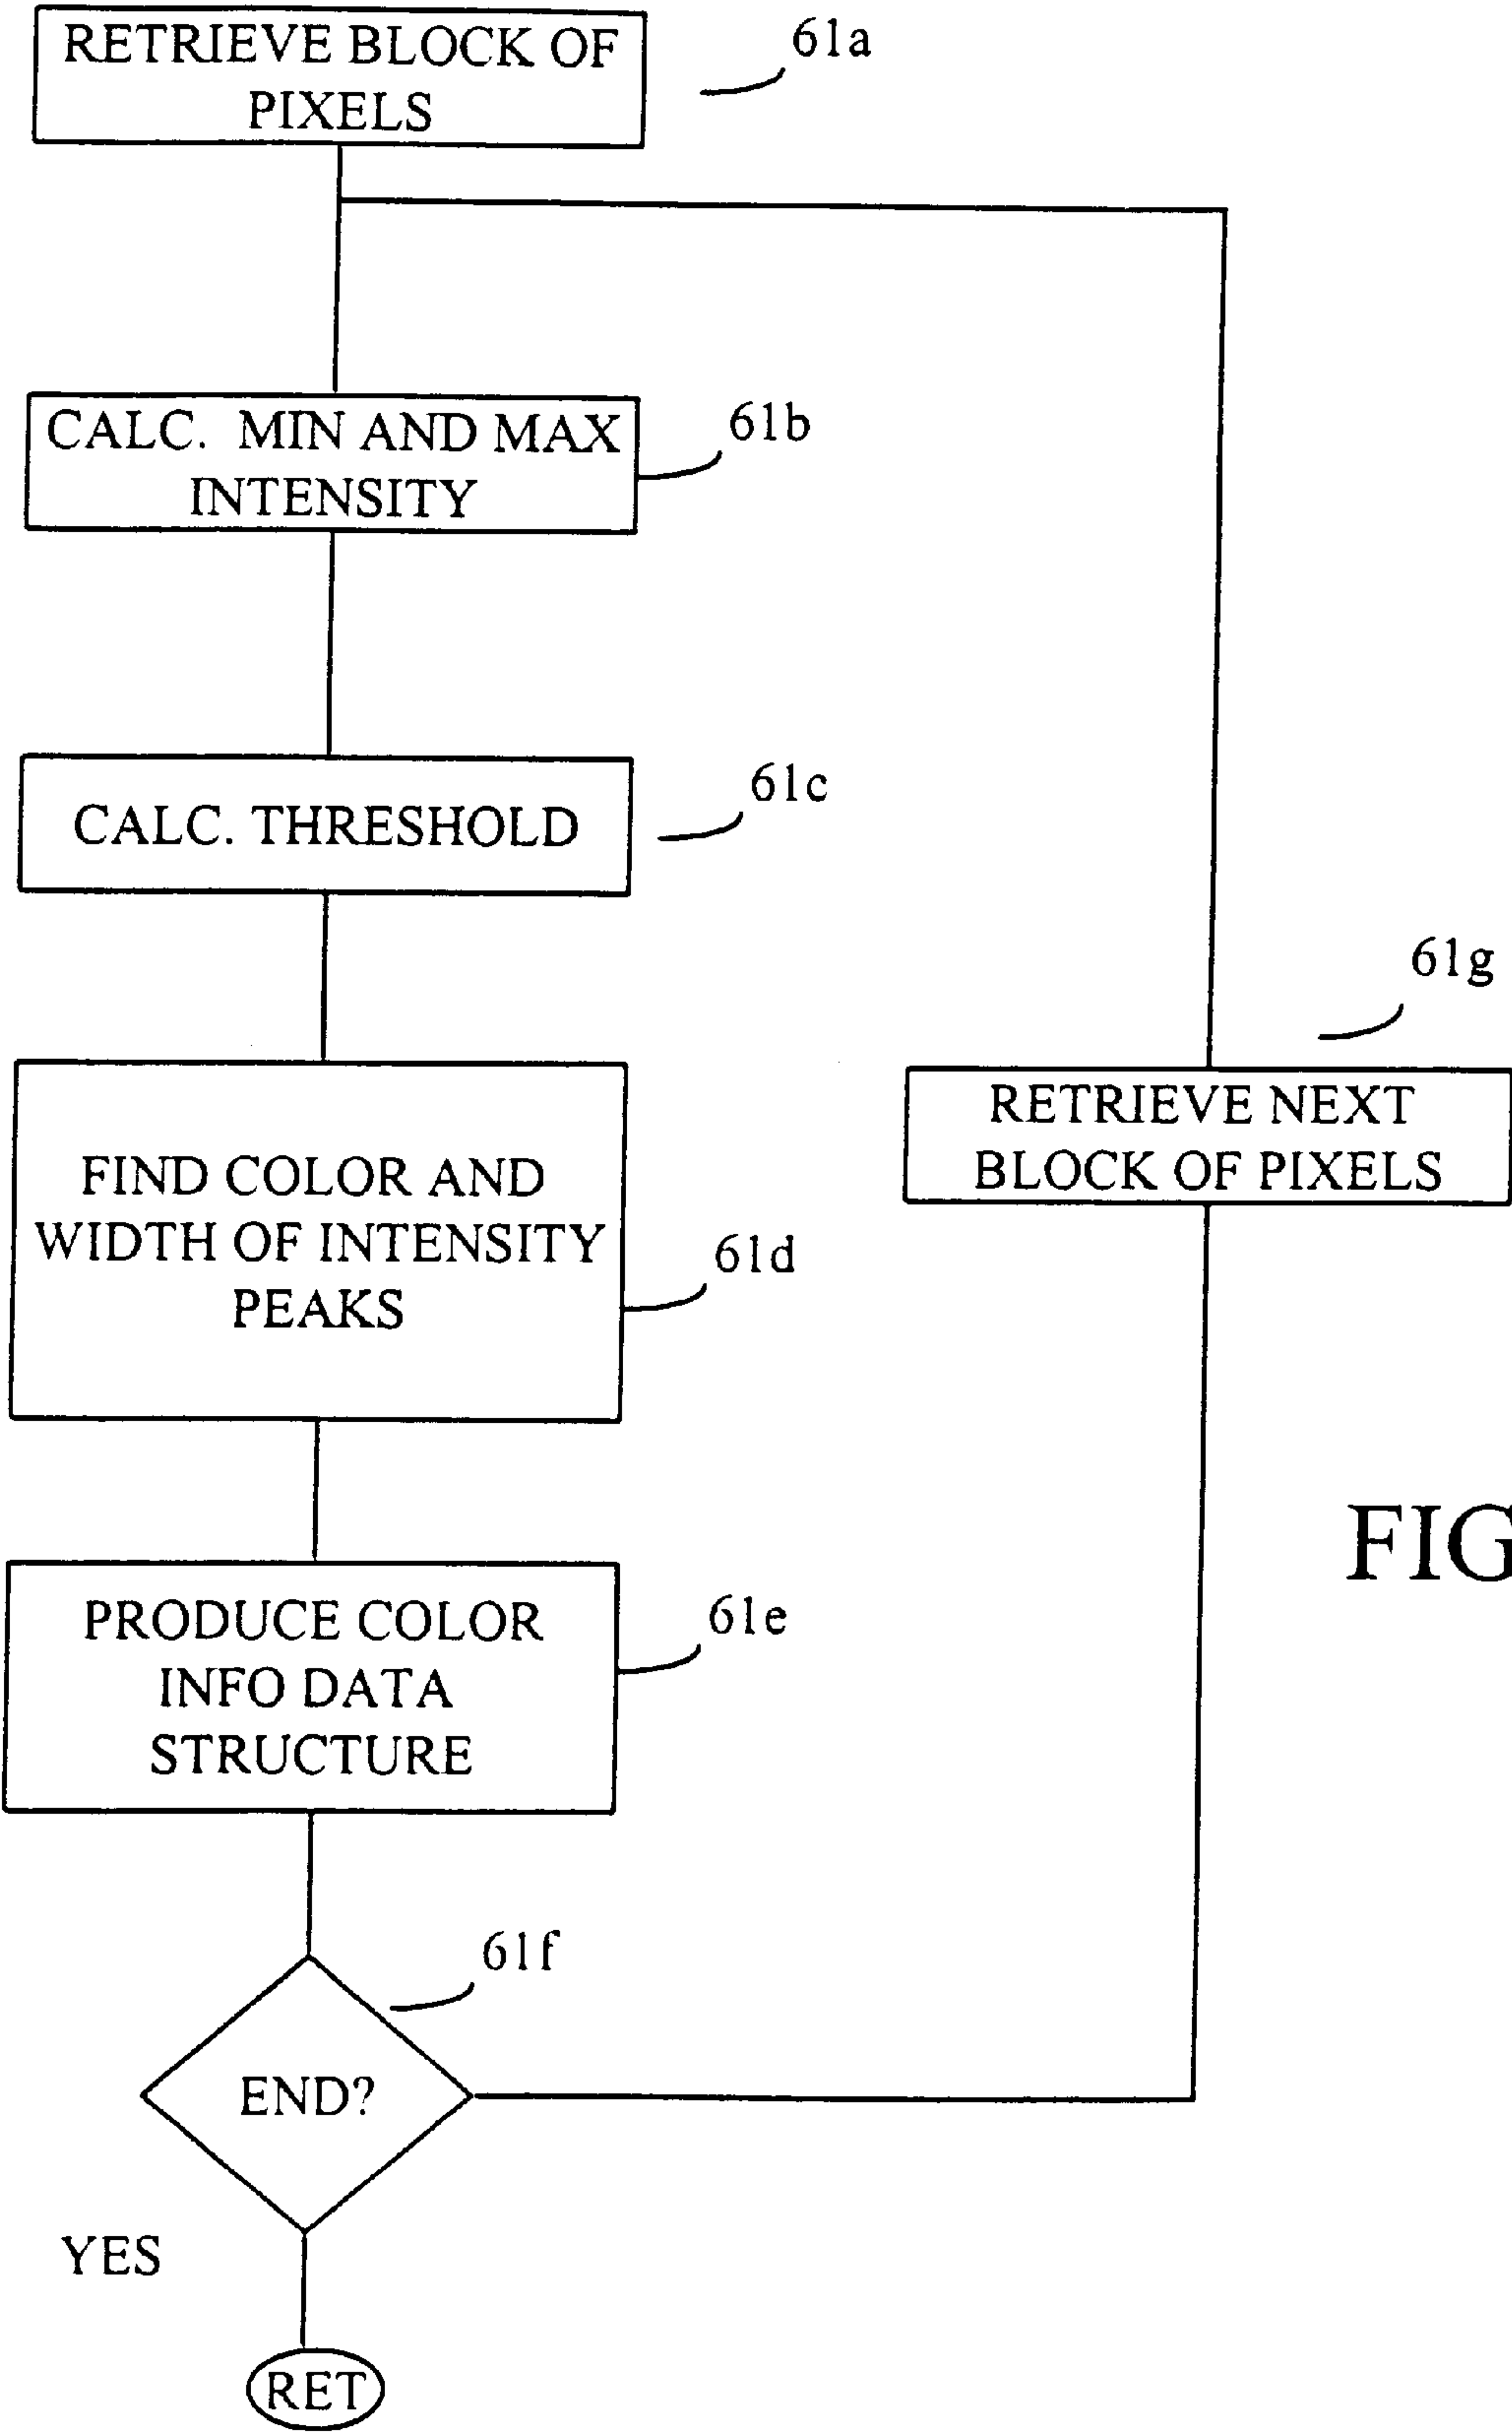 RETRIEVE BLOCK OF
PIXELS
61a
CALC. MIN AND MAX
INTENSITY
61b
CALC. THRESHOLD
61c
FIND COLOR AND
WIDTH OF INTENSITY
PEAKS
61d
61g
RETRIEVE NEXT
BLOCK OF PIXELS
FIG
PRODUCE COLOR
INFO DATA
STRUCTURE
61e
61f
END?
YES
RET